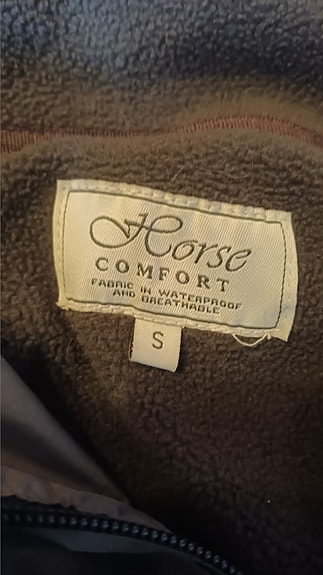 Horse
COMFORT
FABRIC IN WATERPROOF
AND BREATHABLE
S